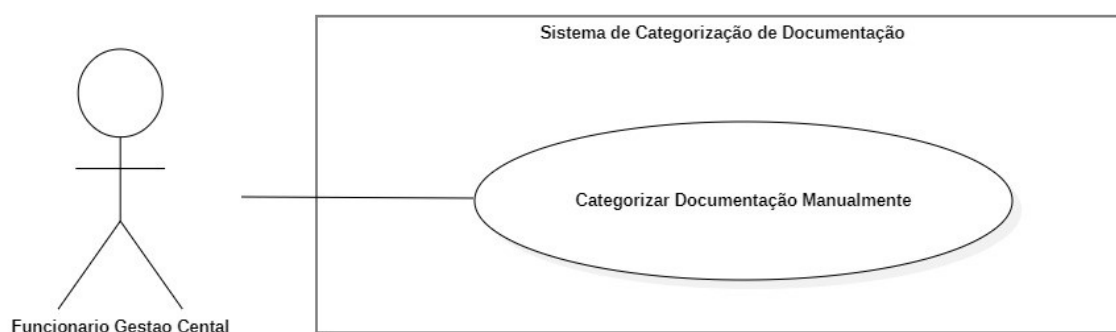 Sistema de Categorização de Documentação
Categorizar Documentação Manualmente
Funcionario Gestao Cental